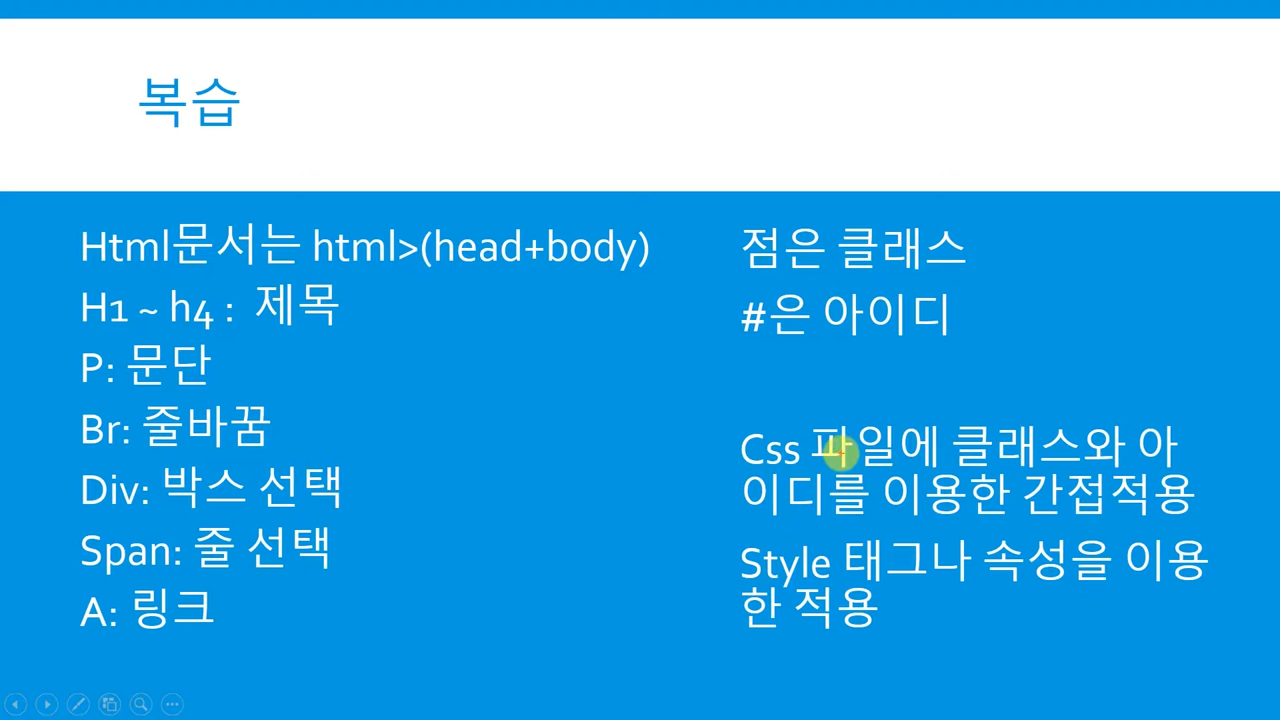 복습
Html문서는 html>(head+body)
H1 ~ h4 : 제목
P: 문단
Br: 줄바꿈
Div: 박스 선택
Span: 줄 선택
A: 링크
점은 클래스
#은 아이디
Css 파일에 클래스와 아
이디를 이용한 간접적용
Style 태그나 속성을 이용
한 적용